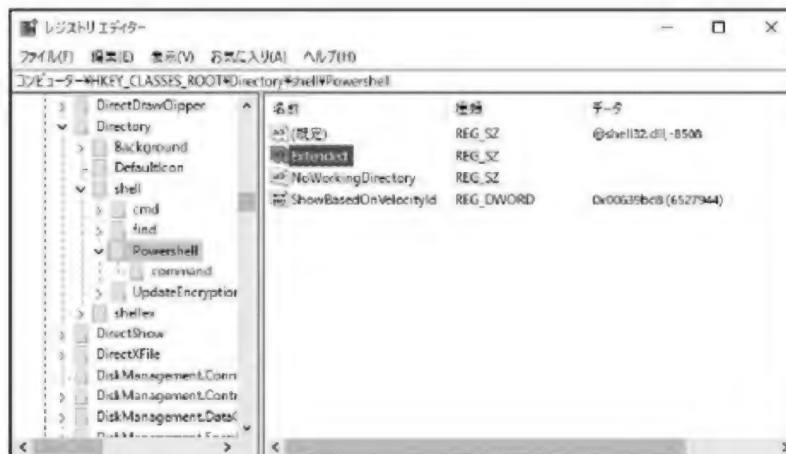 レジストリ エディター
ファイル(F) 編集(E) 表示(V) お気に入り(A) ヘルプ(H)
コンピューター¥HKEY_CLASSES_ROOT¥Directory¥shell¥Powershell
DirectDrawClipper
Directory
Background
DefaultIcon
shell
cmd
find
Powershell
command
UpdateEncryption
shellex
DirectShow
DirectXFile
DiskManagement.Conn
DiskManagement.Contr
DiskManagement.Data
名前 種類 データ
(既定) REG_SZ @shell32.dll,-8508
Extended REG_SZ
NoWorkingDirectory REG_SZ
ShowBasedOnVelocityId REG_DWORD 0x00639bc8 (6527944)